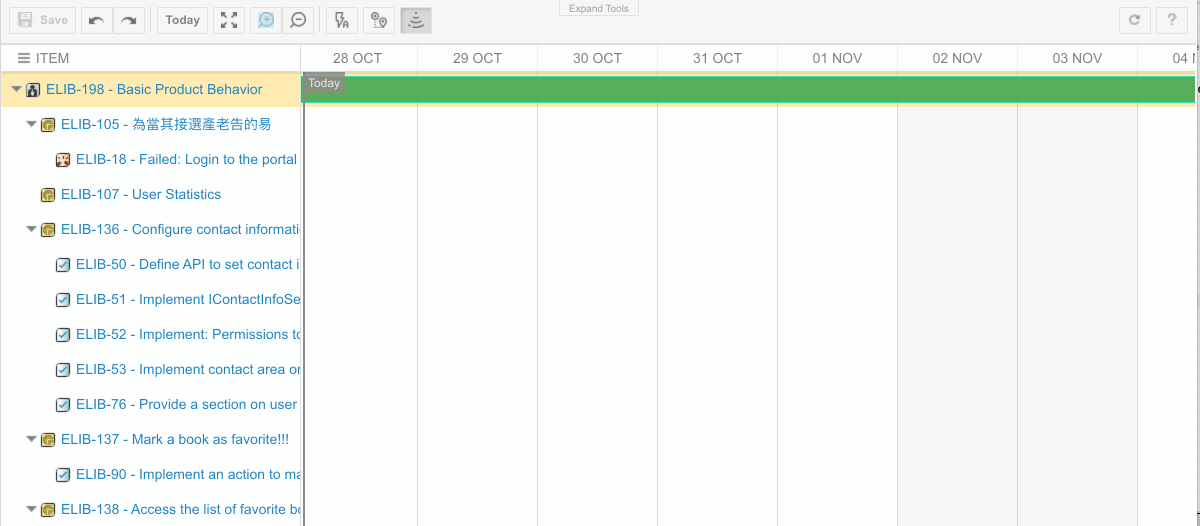 Expand Tools
Save
Today
?
ITEM
28 OCT
29 OCT
30 OCT
31 OCT
01 NOV
02 NOV
03 NOV
04
Today
ELIB-198 - Basic Product Behavior
ELIB-105 - 為當其接選產老告的易
ELIB-18 - Failed: Login to the portal
ELIB-107 - User Statistics
ELIB-136 - Configure contact informati
ELIB-50 - Define API to set contact i
ELIB-51 - Implement IContactInfoSe
ELIB-52 - Implement: Permissions to
ELIB-53 - Implement contact area or
ELIB-76 - Provide a section on user
ELIB-137 - Mark a book as favorite!!!
ELIB-90 - Implement an action to ma
ELIB-138 - Access the list of favorite bo